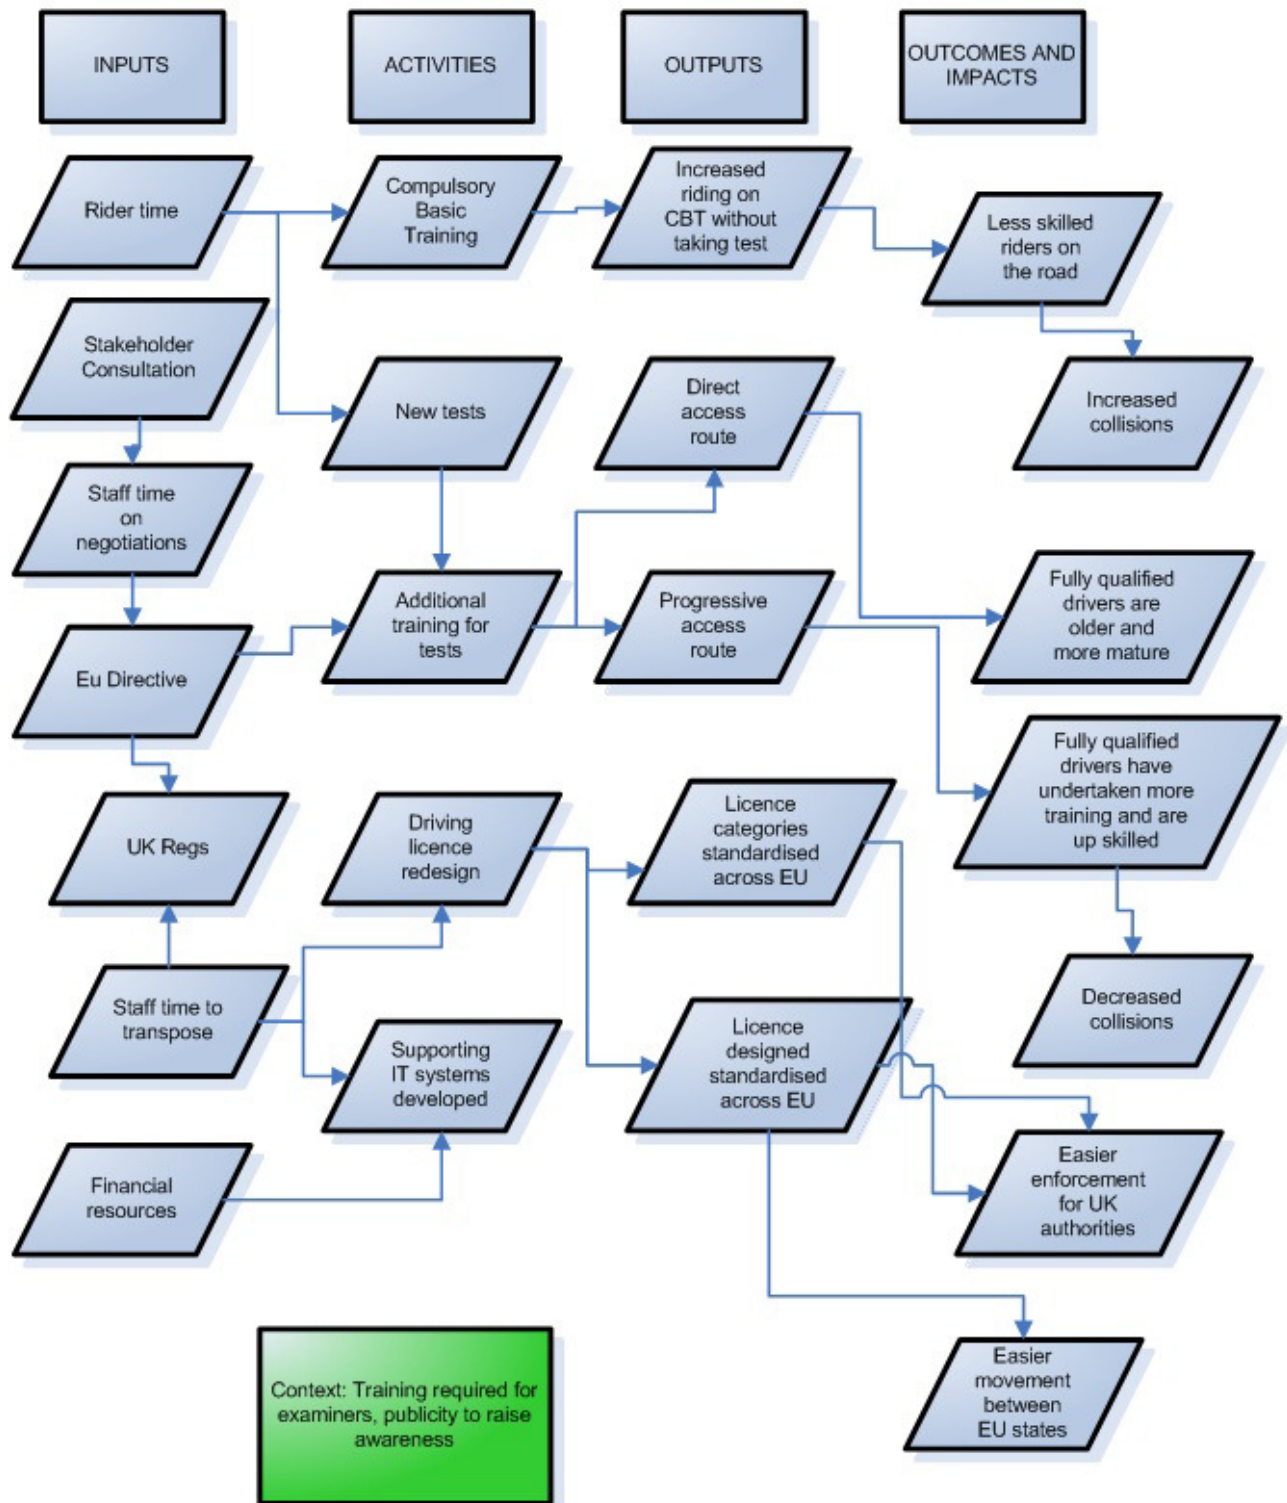 INPUTS
ACTIVITIES
OUTPUTS
OUTCOMES AND
IMPACTS
Rider time
Compulsory
Basic
Training
Increased
riding on
CBT without
taking test
Less skilled
riders on
the road
Stakeholder
Consultation
New tests
Direct
access
route
Increased
collisions
Staff time
on
negotiations
Additional
training for
tests
Progressive
access
route
Fully qualified
drivers are
older and
more mature
Eu Directive
Fully qualified
drivers have
undertaken more
training and are
up skilled
UK Regs
Driving
licence
redesign
Licence
categories
standardised
across EU
Staff time to
transpose
Supporting
IT systems
developed
Licence
designed
standardised
across EU
Decreased
collisions
Financial
resources
Easier
enforcement
for UK
authorities
Easier
movement
between
EU states
Context: Training required for
examiners, publicity to raise
awareness